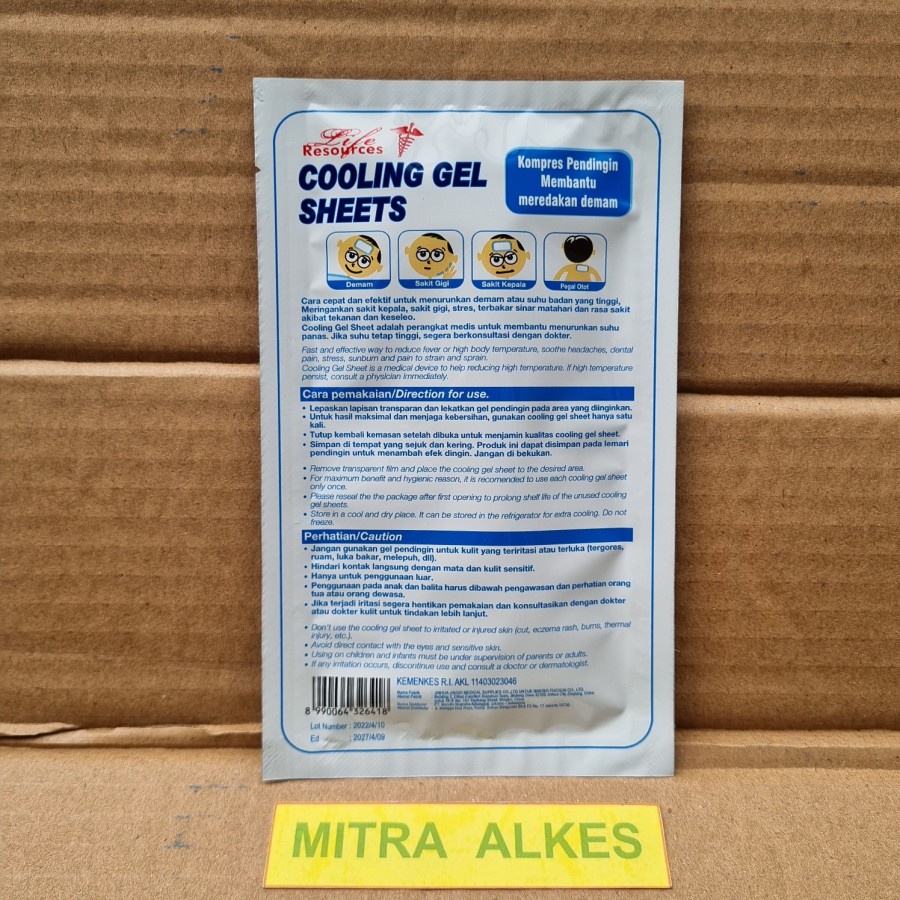 Life
Resources
COOLING GEL
SHEETS
Kompres Pendingin
Membantu
meredakan demam
Demam
Sakit Gigi
Sakit Kepala
Pegal Otot
Cara cepat dan efektif untuk menurunkan demam atau suhu badan yang tinggi,
Meringankan sakit kepala, sakit gigi, stres, terbakar sinar matahari dan rasa sakit
akibat tekanan dan keseleo.
Cooling Gel Sheet adalah perangkat medis untuk membantu menurunkan suhu
panas. Jika suhu tetap tinggi, segera berkonsultasi dengan dokter.
Fast and effective way to reduce fever or high body temperature, soothe headaches, dental
pain, stress, sunburn and pain to strain and sprain.
Cooling Gel Sheet is a medical device to help reducing high temperature. If high temperature
persist, consult a physician immediately.
Cara pemakaian/Direction for use.
• Lepaskan lapisan transparan dan lekatkan gel pendingin pada area yang diinginkan.
• Untuk hasil maksimal dan menjaga kebersihan, gunakan cooling gel sheet hanya satu
kali.
• Tutup kembali kemasan setelah dibuka untuk menjamin kualitas cooling gel sheet.
• Simpan di tempat yang sejuk dan kering. Produk ini dapat disimpan pada lemari
pendingin untuk menambah efek dingin. Jangan di bekukan.
• Remove transparent film and place the cooling gel sheet to the desired area.
• For maximum benefit and hygienic reason, it is recomended to use each cooling gel sheet
only once.
• Please reseal the the package after first opening to prolong shelf life of the unused cooling
gel sheets.
• Store in a cool and dry place. It can be stored in the refrigerator for extra cooling. Do not
freeze.
Perhatian/Caution
• Jangan gunakan gel pendingin untuk kulit yang teriritasi atau terluka (tergores,
ruam, luka bakar, melepuh, dll).
• Hindari kontak langsung dengan mata dan kulit sensitif.
• Hanya untuk penggunaan luar.
• Penggunaan pada anak dan balita harus dibawah pengawasan dan perhatian orang
tua atau orang dewasa.
• Jika terjadi iritasi segera hentikan pemakaian dan konsultasikan dengan dokter
atau dokter kulit untuk tindakan lebih lanjut.
• Don't use the cooling gel sheet to irritated or injured skin (cut, eczema rash, burns, thermal
injury, etc.).
• Avoid direct contact with the eyes and sensitive skin.
• Using on children and infants must be under supervision of parents or adults.
• If any irritation occurs, discontinue use and consult a doctor or dermatologist.
KEMENKES R.I. AKL 11403023046
8 990064 326418
Lot Number : 2022/4/10
Ed : 2027/4/09
MITRA ALKES